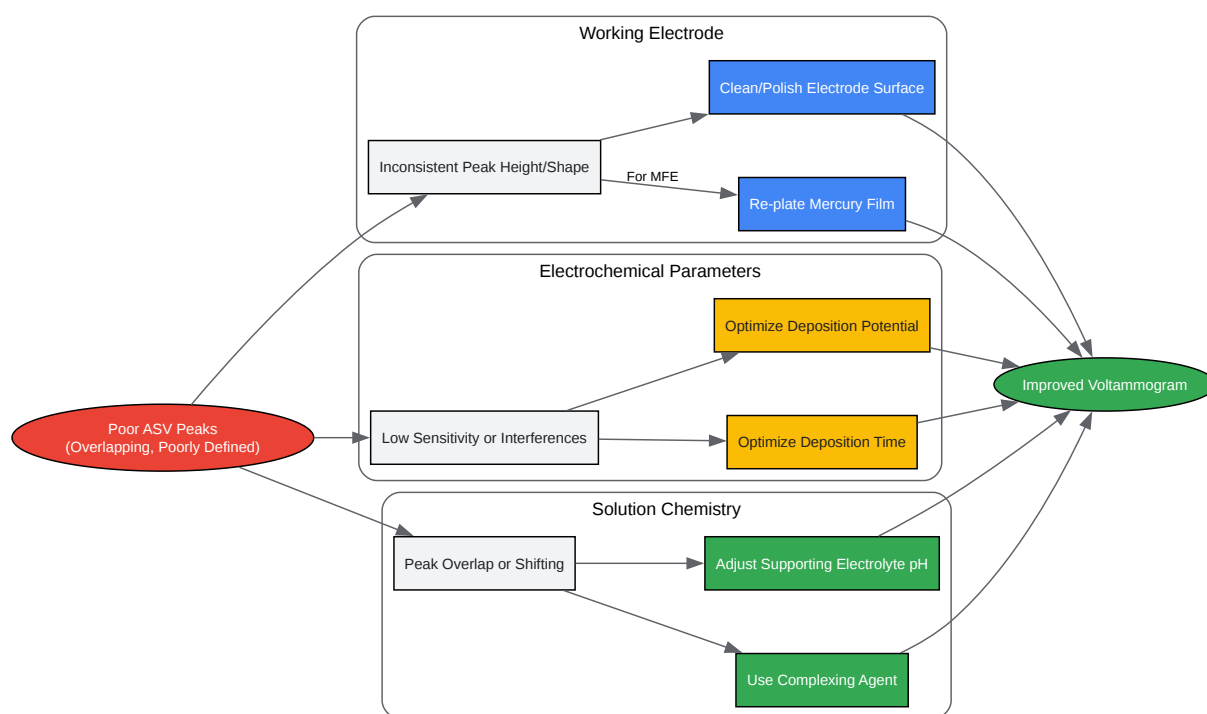 Working Electrode
Clean/Polish Electrode Surface
Inconsistent Peak Height/Shape
For MFE
Re-plate Mercury Film
Electrochemical Parameters
Optimize Deposition Potential
Improved Voltammogram
Poor ASV Peaks
(Overlapping, Poorly Defined)
Low Sensitivity or Interferences
Optimize Deposition Time
Solution Chemistry
Peak Overlap or Shifting
Adjust Supporting Electrolyte pH
Use Complexing Agent